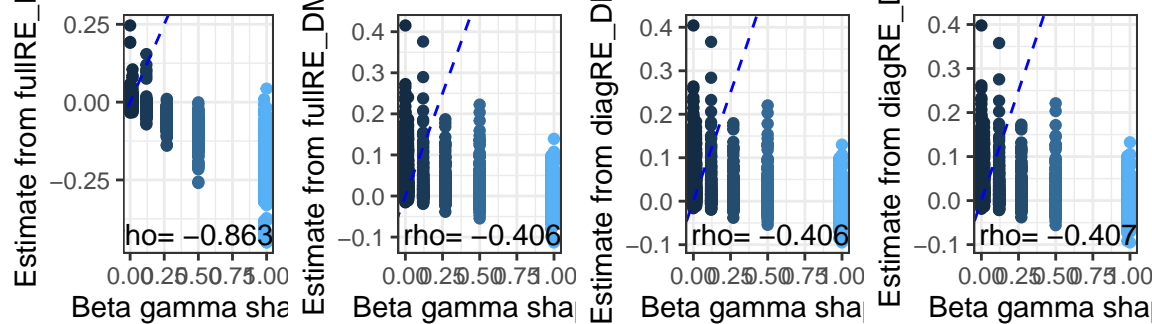 Estimate from fullRE_
0.25
0.00
−0.25
rho= −0.863
0.00 0.25 0.50 0.75 1.00
Beta gamma sha
Estimate from fullRE_DM
0.4
0.3
0.2
0.1
0.0
−0.1
rho= −0.406
0.00 0.25 0.50 0.75 1.00
Beta gamma sha
Estimate from diagRE_D
0.4
0.3
0.2
0.1
0.0
−0.1
rho= −0.406
0.00 0.25 0.50 0.75 1.00
Beta gamma sha
Estimate from diagRE_D
0.4
0.3
0.2
0.1
0.0
−0.1
rho= −0.407
0.00 0.25 0.50 0.75 1.00
Beta gamma sha